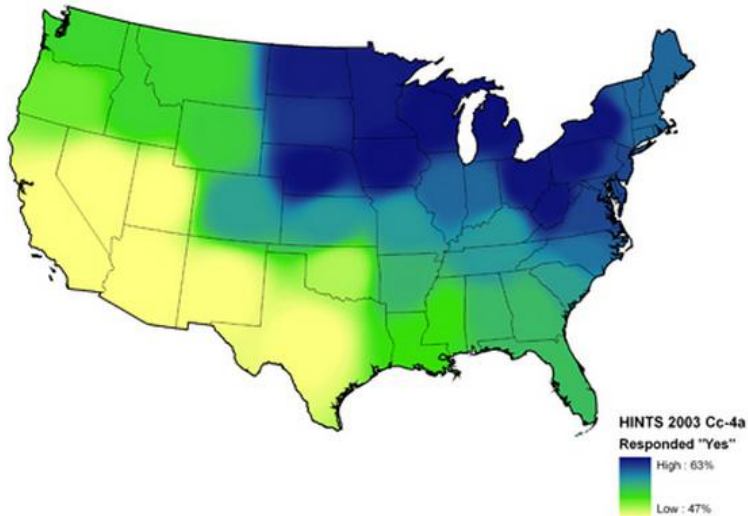 HINTS 2003 Cc-4a
Responded "Yes"
High : 63%
Low : 47%